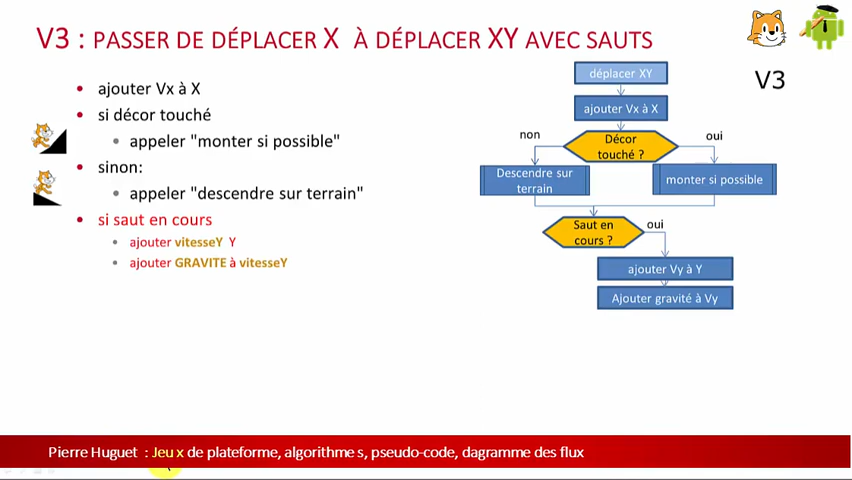 V3 : PASSER DE DÉPLACER X À DÉPLACER XY AVEC SAUTS
V3
• ajouter Vx à X
• si décor touché
• appeler "monter si possible"
• sinon:
• appeler "descendre sur terrain"
• si saut en cours
• ajouter vitesseY Y
• ajouter GRAVITE à vitesseY
déplacer XY
ajouter Vx à X
non
Décor
touché ?
oui
Descendre sur
terrain
monter si possible
Saut en
cours ?
oui
ajouter Vy à Y
Ajouter gravité à Vy
Pierre Huguet : Jeu x de plateforme, algorithme s, pseudo-code, dagramme des flux